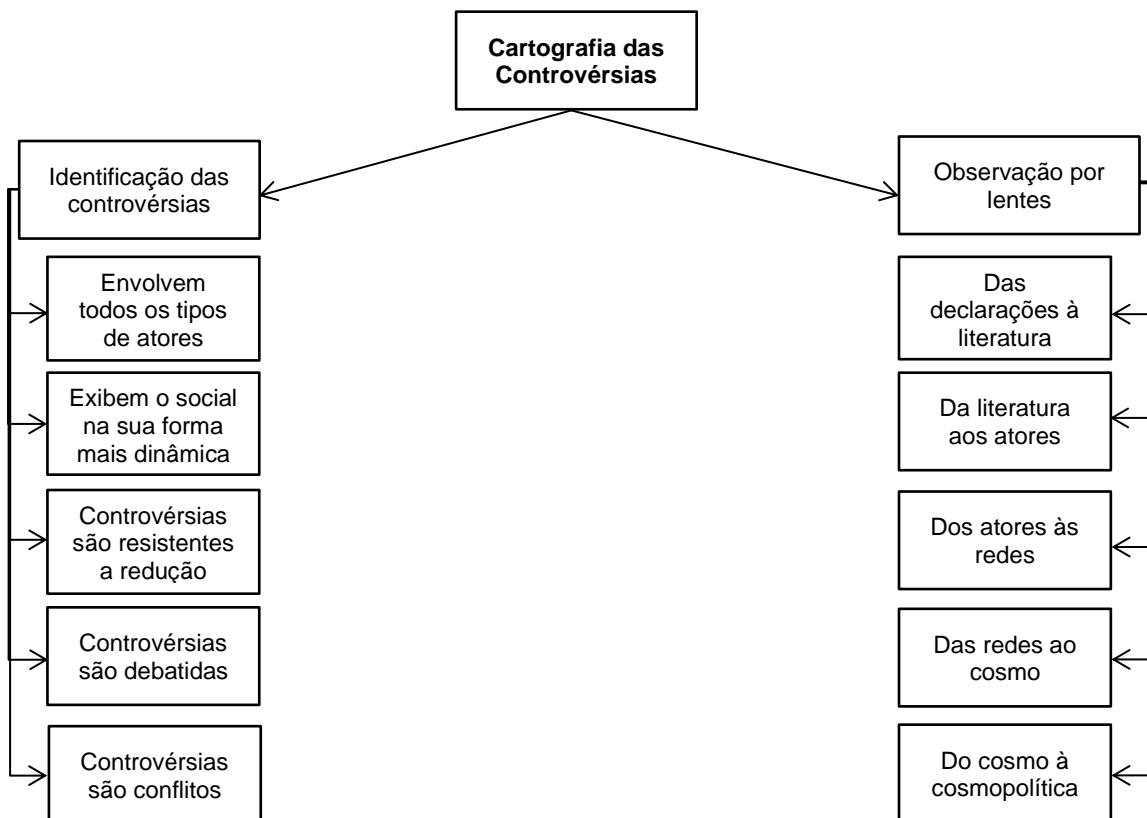 Cartografia das
Controvérsias
Identificação das
controvérsias
Envolvem
todos os tipos
de atores
Exibem o social
na sua forma
mais dinâmica
Controvérsias
são resistentes
a redução
Controvérsias
são debatidas
Controvérsias
são conflitos
Observação por
lentes
Das
declarações à
literatura
Da literatura
aos atores
Dos atores às
redes
Das redes ao
cosmo
Do cosmo à
cosmopolítica